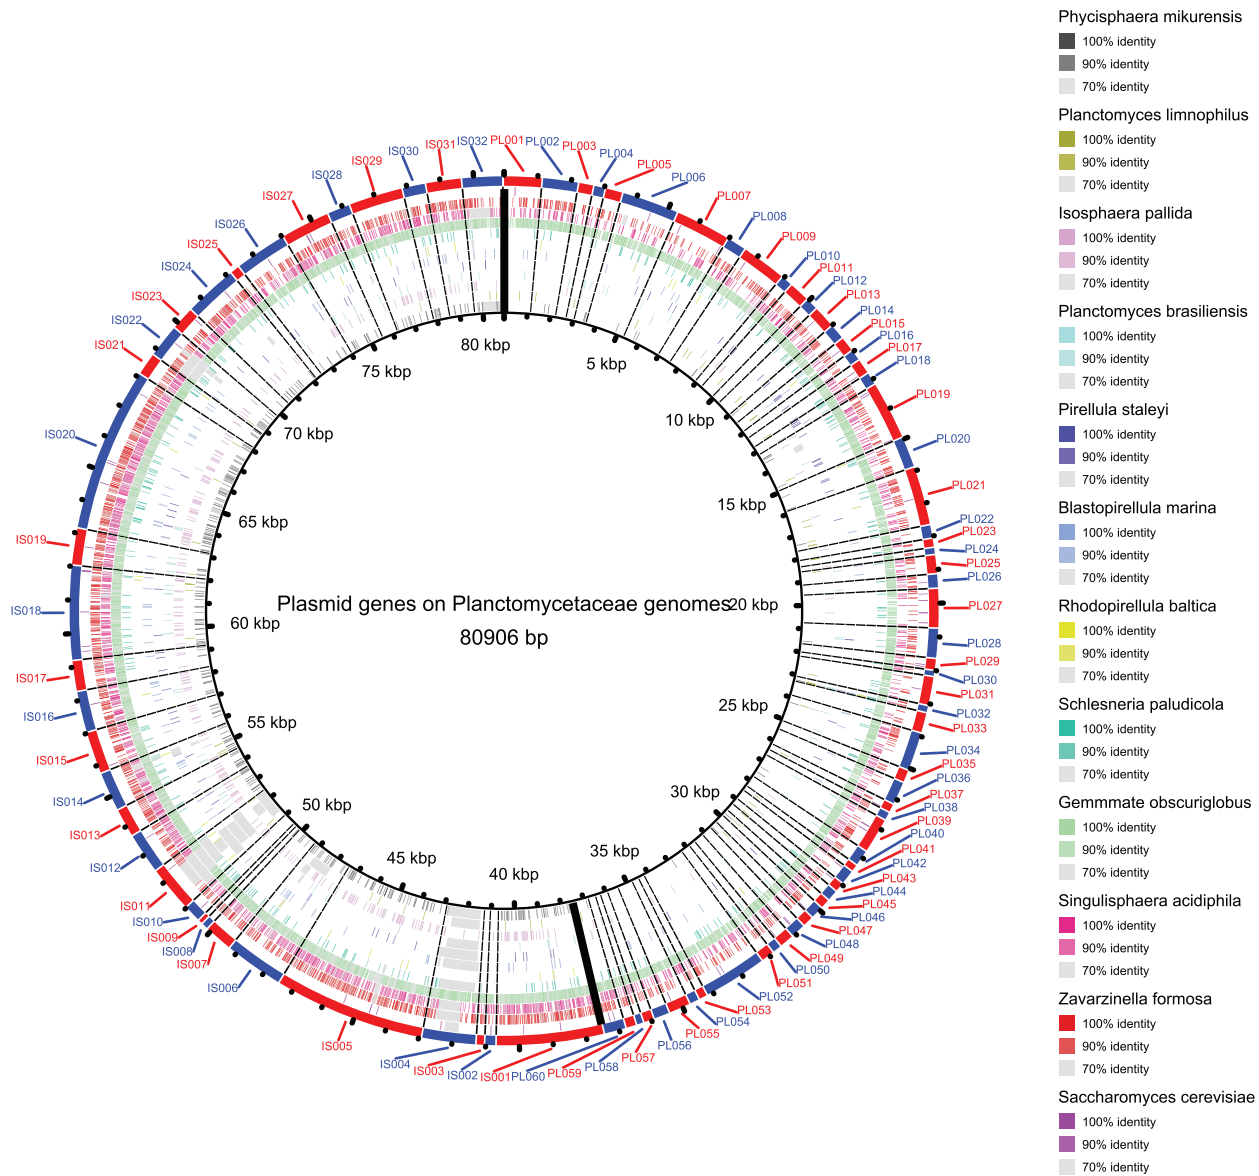 Plasmid genes on Planctomycetaceae genomes
80906 bp
5 kbp
10 kbp
15 kbp
20 kbp
25 kbp
30 kbp
35 kbp
40 kbp
45 kbp
50 kbp
55 kbp
60 kbp
65 kbp
70 kbp
75 kbp
80 kbp
PL001
PL002
PL003
PL004
PL005
PL006
PL007
PL008
PL009
PL010
PL011
PL012
PL013
PL014
PL015
PL016
PL017
PL018
PL019
PL020
PL021
PL022
PL023
PL024
PL025
PL026
PL027
PL028
PL029
PL030
PL031
PL032
PL033
PL034
PL035
PL036
PL037
PL038
PL039
PL040
PL041
PL042
PL043
PL044
PL045
PL046
PL047
PL048
PL049
PL050
PL051
PL052
PL053
PL054
PL055
PL056
PL057
PL058
PL059
PL060
IS001
IS002
IS003
IS004
IS005
IS006
IS007
IS008
IS009
IS010
IS011
IS012
IS013
IS014
IS015
IS016
IS017
IS018
IS019
IS020
IS021
IS022
IS023
IS024
IS025
IS026
IS027
IS028
IS029
IS030
IS031
IS032
Phycisphaera mikurensis
100% identity
90% identity
70% identity
Planctomyces limnophilus
100% identity
90% identity
70% identity
Isosphaera pallida
100% identity
90% identity
70% identity
Planctomyces brasiliensis
100% identity
90% identity
70% identity
Pirellula staleyi
100% identity
90% identity
70% identity
Blastopirellula marina
100% identity
90% identity
70% identity
Rhodopirellula baltica
100% identity
90% identity
70% identity
Schlesneria paludicola
100% identity
90% identity
70% identity
Gemmmate obscuriglobus
100% identity
90% identity
70% identity
Singulisphaera acidiphila
100% identity
90% identity
70% identity
Zavarzinella formosa
100% identity
90% identity
70% identity
Saccharomyces cerevisiae
100% identity
90% identity
70% identity